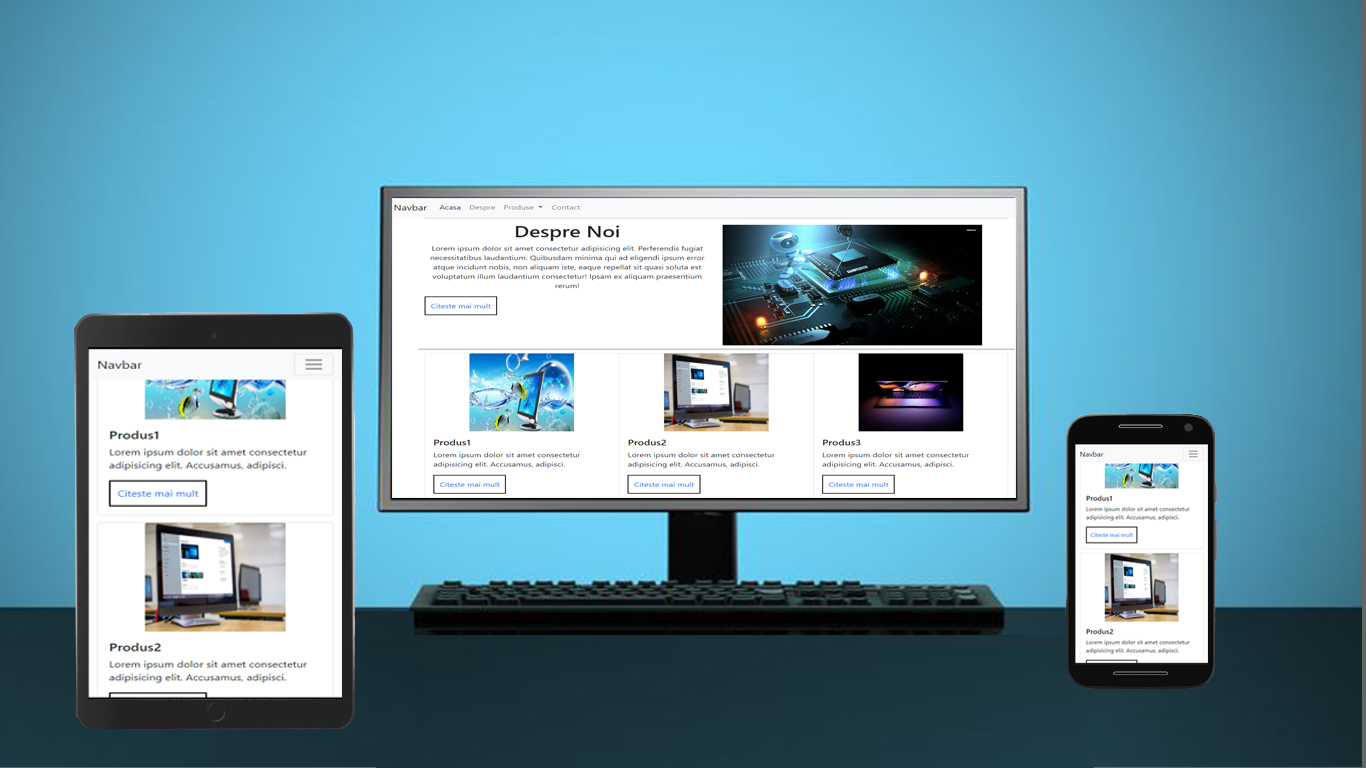 Navbar Acasa Despre Produse Contact
Despre Noi
Lorem ipsum dolor sit amet consectetur adipisicing elit. Perferendis fugiat
necessitatibus laudantium. Quibusdam minima qui ad eligendi ipsum error
atque incidunt nobis, non aliquam iste, eaque repellat sit quasi soluta est
voluptatum illum laudantium consectetur! Ipsam ex aliquam praesentium
rerum!
Citeste mai mult
Produs1
Lorem ipsum dolor sit amet consectetur
adipisicing elit. Accusamus, adipisci.
Citeste mai mult
Produs2
Lorem ipsum dolor sit amet consectetur
adipisicing elit. Accusamus, adipisci.
Citeste mai mult
Produs3
Lorem ipsum dolor sit amet consectetur
adipisicing elit. Accusamus, adipisci.
Citeste mai mult
Navbar
Produs1
Lorem ipsum dolor sit amet consectetur
adipisicing elit. Accusamus, adipisci.
Citeste mai mult
Produs2
Lorem ipsum dolor sit amet consectetur
adipisicing elit. Accusamus, adipisci.
Navbar
Produs1
Lorem ipsum dolor sit amet consectetur
adipisicing elit. Accusamus, adipisci.
Citeste mai mult
Produs2
Lorem ipsum dolor sit amet consectetur
adipisicing elit. Accusamus, adipisci.